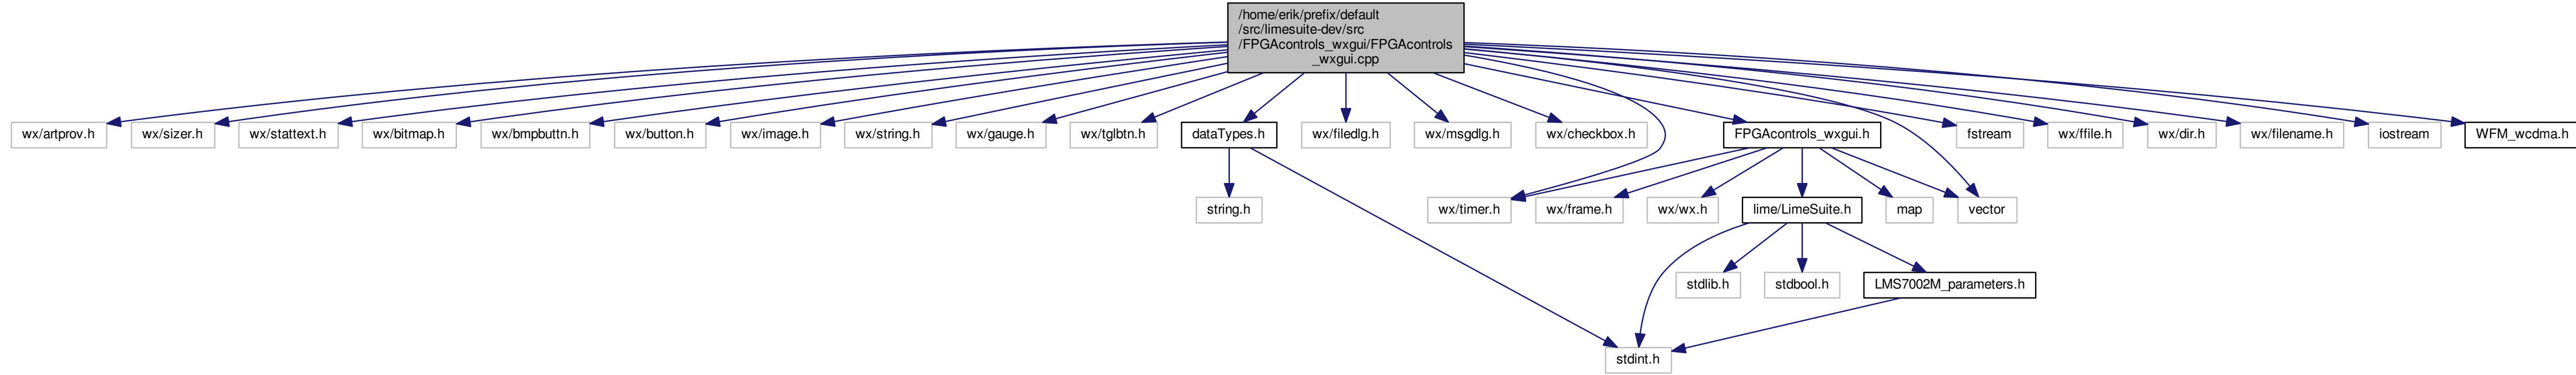 /home/erik/prefix/default
/src/limesuite-dev/src
/FPGAcontrols_wxgui/FPGAcontrols
_wxgui.cpp
wx/artprov.h
wx/sizer.h
wx/stattext.h
wx/bitmap.h
wx/bmpbuttn.h
wx/button.h
wx/image.h
wx/string.h
wx/gauge.h
wx/tglbtn.h
dataTypes.h
wx/filedlg.h
wx/msgdlg.h
wx/checkbox.h
FPGAcontrols_wxgui.h
fstream
wx/ffile.h
wx/dir.h
wx/filename.h
iostream
WFM_wcdma.h
string.h
wx/timer.h
wx/frame.h
wx/wx.h
lime/LimeSuite.h
map
vector
stdlib.h
stdbool.h
LMS7002M_parameters.h
stdint.h